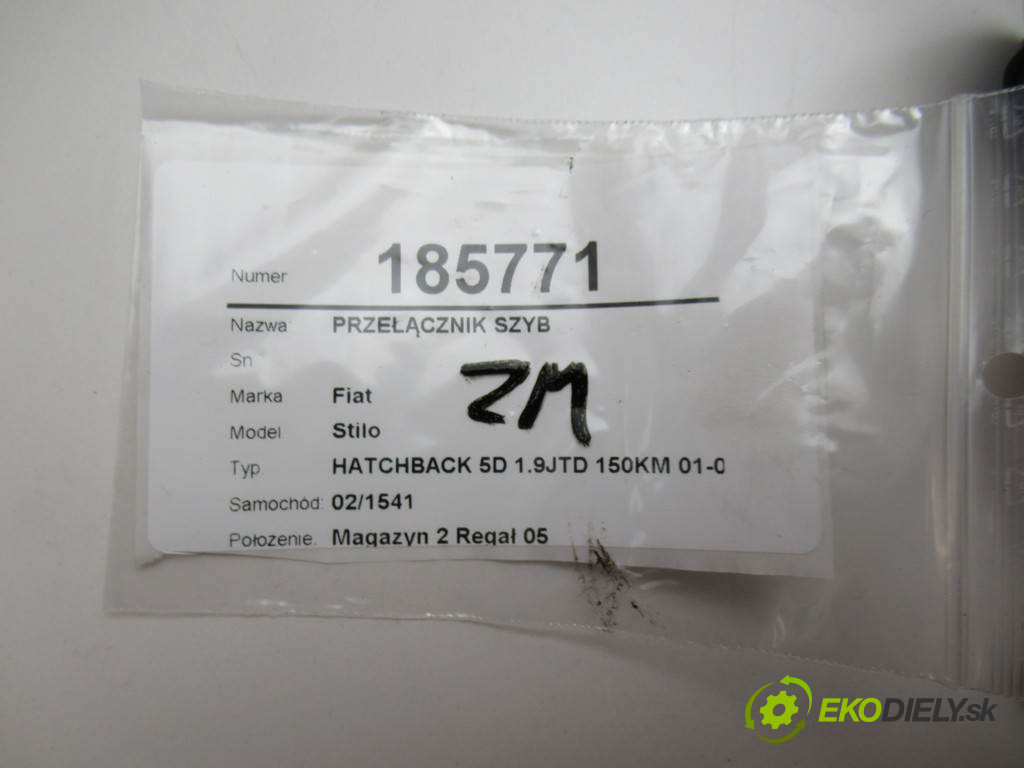 Numer 185771
Nazwa PRZEŁĄCZNIK SZYB
Sn
ZM
Marka Fiat
Model Stilo
Typ HATCHBACK 5D 1.9JTD 150KM 01-0
Samochód: 02/1541
Położenie. Magazyn 2 Regał 05
EKODIELY.sk